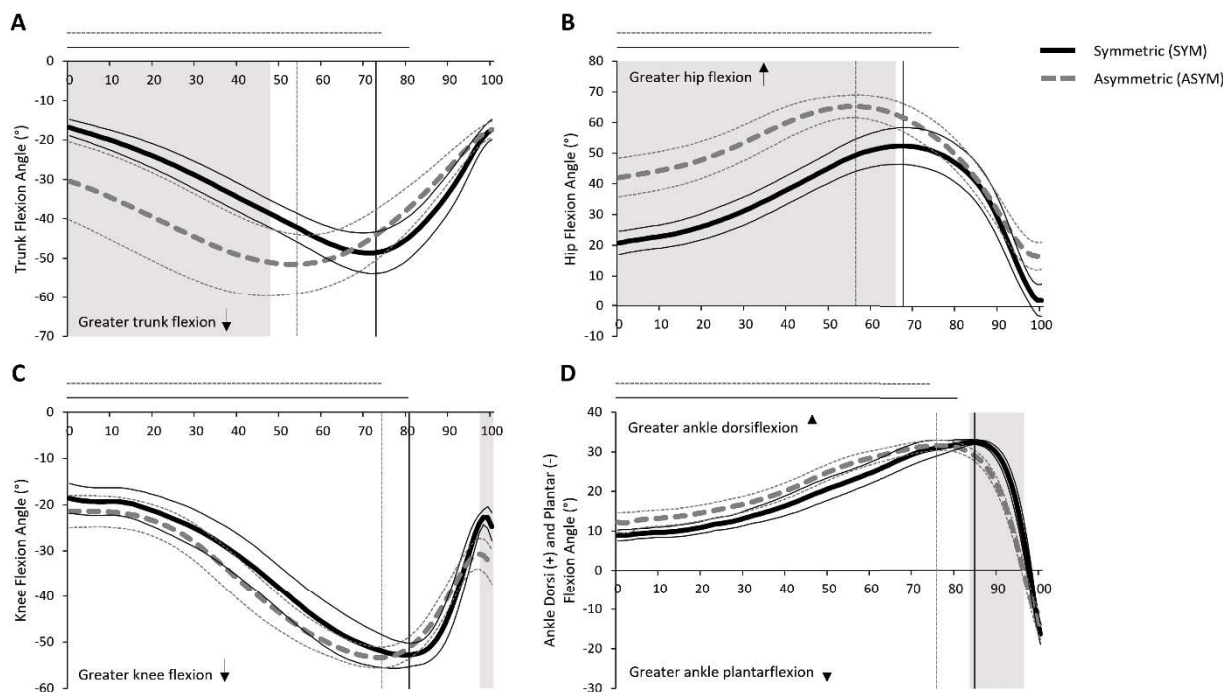 A
B
Symmetric (SYM)
Asymmetric (ASYM)
0
-10
-20
-30
-40
-50
-60
-70
Trunk Flexion Angle (°)
0 10 20 30 40 50 60 70 80 90 100
Greater trunk flexion
80
70
60
50
40
30
20
10
0
-10
Hip Flexion Angle (°)
Greater hip flexion
0 10 20 30 40 50 60 70 80 90 100
C
D
0
-10
-20
-30
-40
-50
-60
Knee Flexion Angle (°)
0 10 20 30 40 50 60 70 80 90 100
Greater knee flexion
40
30
20
10
0
-10
-20
-30
Ankle Dorsi (+) and Plantar (-)
Flexion Angle (°)
Greater ankle dorsiflexion
0 10 20 30 40 50 60 70 80 90 100
Greater ankle plantarflexion